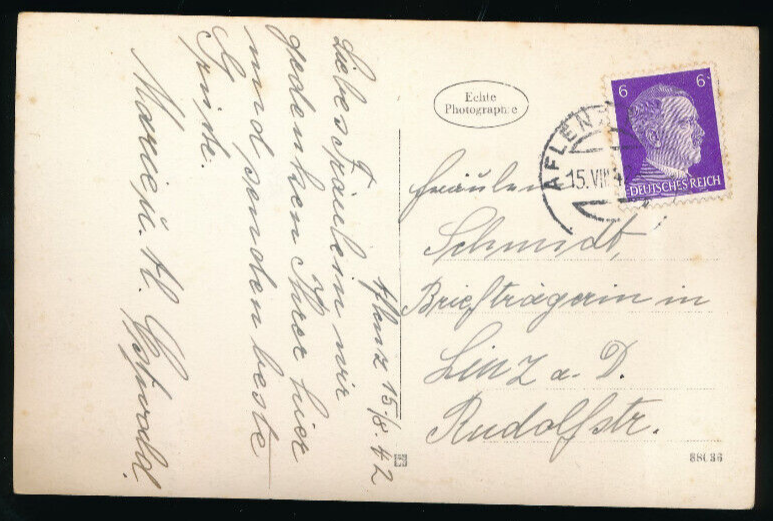 Aflenz 15./8. 42
Liebes Fräulein wir
gedenken Ihrer hier
und senden beste
Grüße.
Marie u. H.
Echte
Photographie
6 6
DEUTSCHES REICH
AFLENZ
15.VIII.4
Fräulein
Schmidt,
Briefträgerin in
Linz a. D.
Rudolfstr.